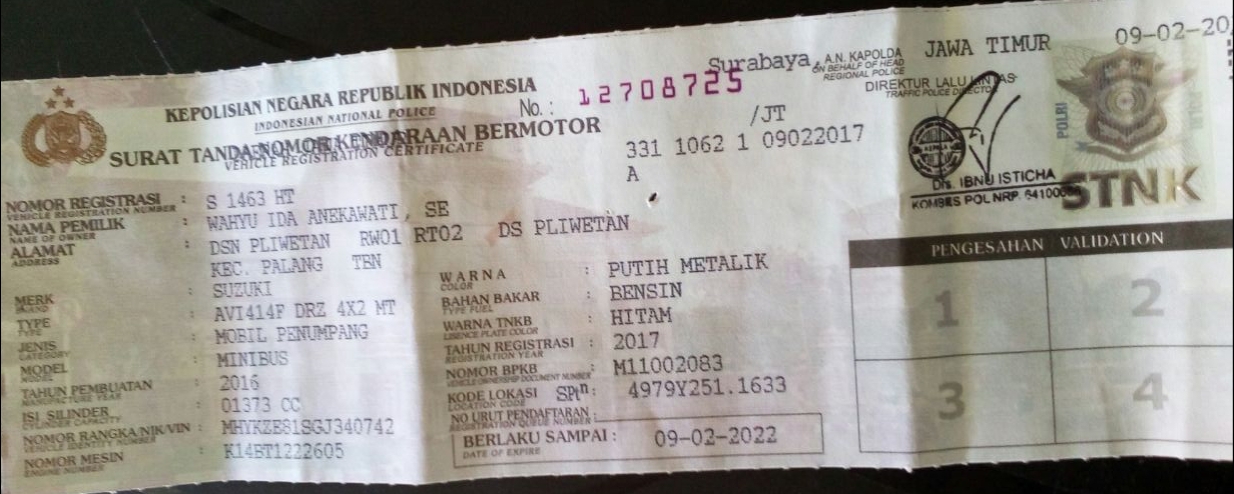 KEPOLISIAN NEGARA REPUBLIK INDONESIA
INDONESIAN NATIONAL POLICE
SURAT TANDA NOMOR KENDARAAN BERMOTOR
VEHICLE REGISTRATION CERTIFICATE
No.: 12708725
/JT
331 1062 1 09022017
A
Surabaya, A.N. KAPOLDA JAWA TIMUR 09-02-20
ON BEHALF OF HEAD
REGIONAL POLICE
DIREKTUR LALU LINTAS
TRAFFIC POLICE DIRECTOR
POLRI
Drs. IBNU ISTICHA
KOMBES POL NRP.
STNK
NOMOR REGISTRASI : S 1463 HT
VEHICLE REGISTRATION NUMBER
NAMA PEMILIK : WAHYU IDA ANEKAWATI, SE
NAME OF OWNER
ALAMAT : DSN PLIWETAN RW01 RT02 DS PLIWETAN
ADDRESS
KEC. PALANG TBN
MERK : SUZUKI
BRAND
TYPE : AVI414F DRZ 4X2 MT
TYPE
JENIS : MOBIL PENUMPANG
CATEGORY
MODEL : MINIBUS
MODEL
TAHUN PEMBUATAN : 2016
MANUFACTURE YEAR
ISI SILINDER : 01373 CC
CYLINDER CAPACITY
NOMOR RANGKA/NIK/VIN : MHYKZE81SGJ340742
VEHICLE IDENTITY NUMBER
NOMOR MESIN : K14BT1222605
ENGINE NUMBER
WARNA : PUTIH METALIK
COLOR
BAHAN BAKAR : BENSIN
TYPE FUEL
WARNA TNKB : HITAM
LISENCE PLATE COLOR
TAHUN REGISTRASI : 2017
REGISTRATION YEAR
NOMOR BPKB : M11002083
VEHICLE OWNERSHIP DOCUMENT NUMBER
KODE LOKASI SPtn : 4979Y251.1633
LOCATION CODE
NO URUT PENDAFTARAN :
REGISTRATION QUEUE NUMBER
BERLAKU SAMPAI : 09-02-2022
DATE OF EXPIRE
PENGESAHAN VALIDATION
1 2
3 4